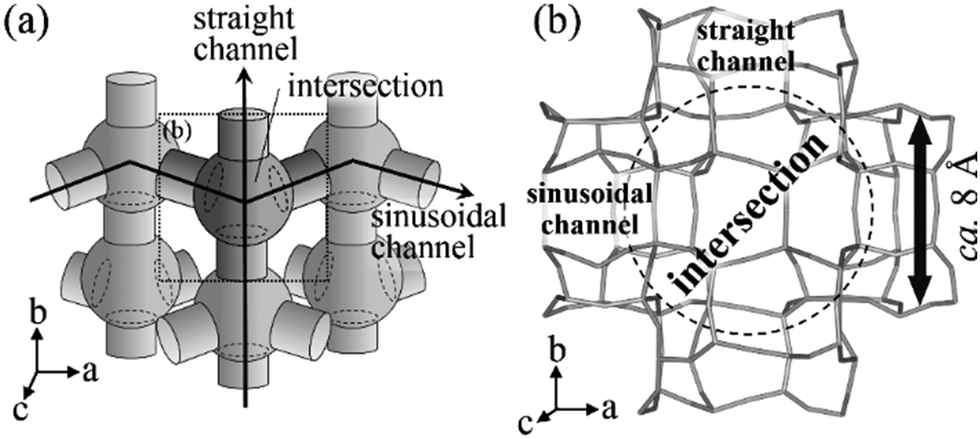 (a)
straight
channel
intersection
(b)
sinusoidal
channel
b
a
c
(b)
straight
channel
sinusoidal
channel
intersection
ca. 8 Å
b
a
c